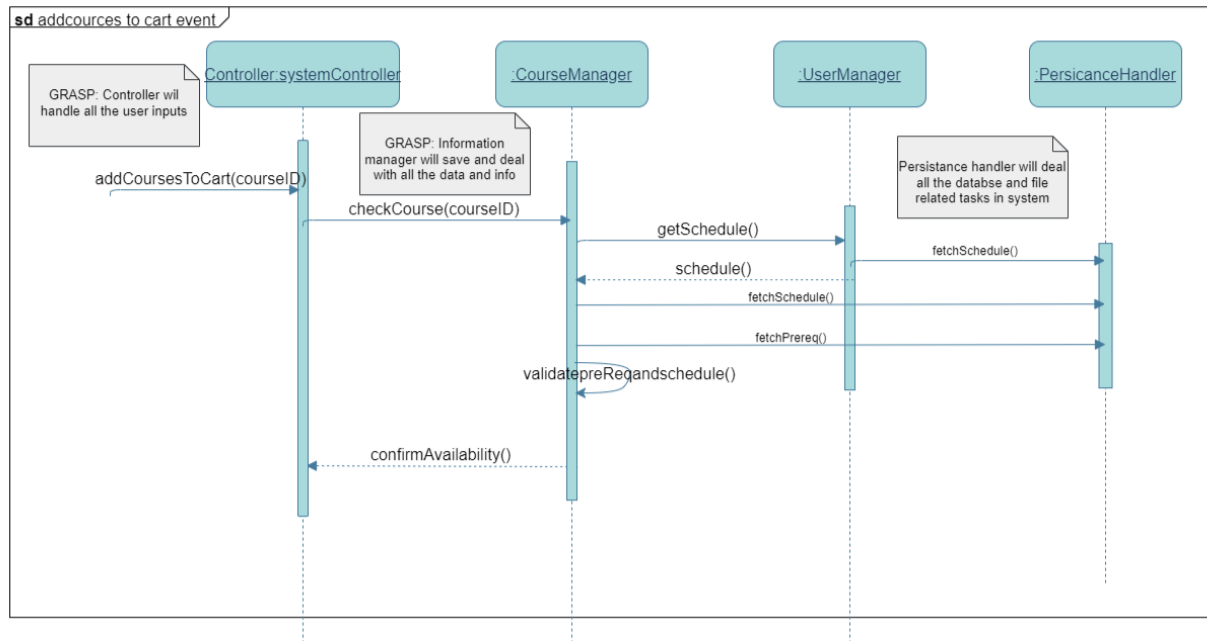 sd addcources to cart event
Controller:systemController
:CourseManager
:UserManager
:PersicanceHandler
GRASP: Controller wil
handle all the user inputs
GRASP: Information
manager will save and deal
with all the data and info
Persistance handler will deal
all the databse and file
related tasks in system
addCoursesToCart(courseID)
checkCourse(courseID)
getSchedule()
fetchSchedule()
schedule()
fetchSchedule()
fetchPrereq()
validatepreReqandschedule()
confirmAvailability()